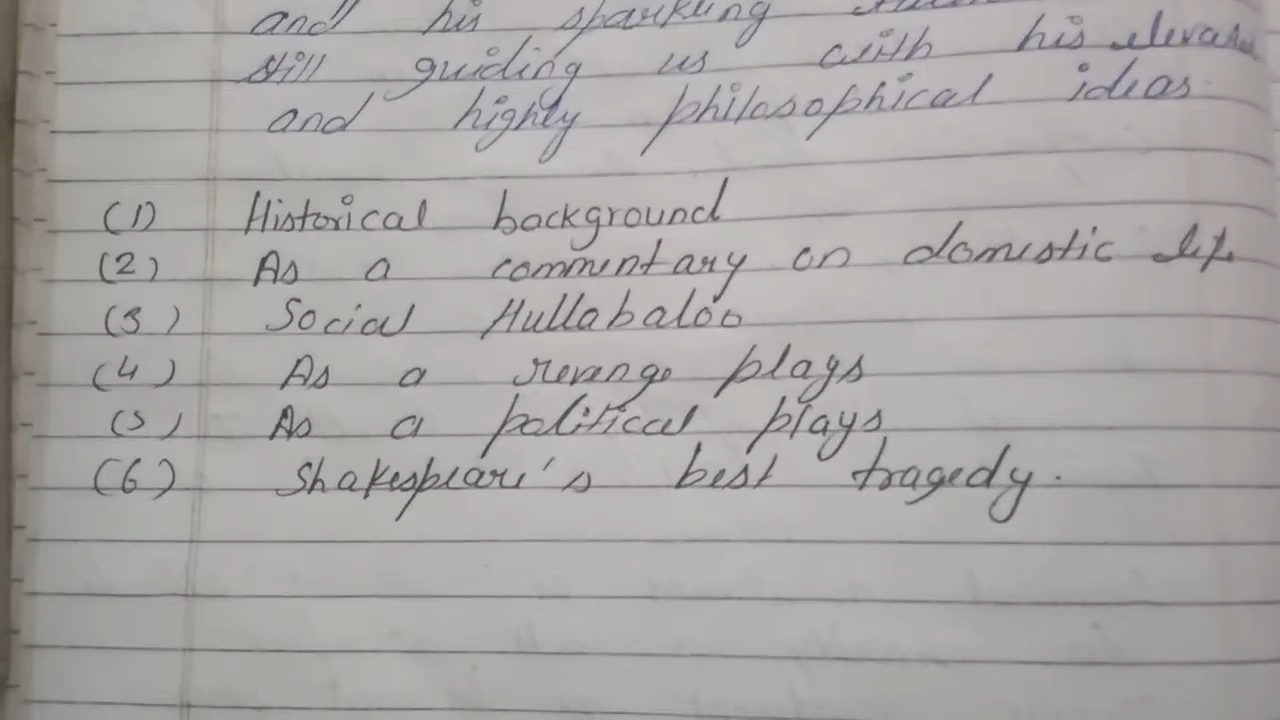 and his sparkling
still guiding us with his
and highly philosophical ideas.
(1) Historical background
(2) As a commentary on domestic life
(3) Social Hullabaloo
(4) As a revenge plays
(5) As a political plays
(6) Shakespeare's best tragedy.